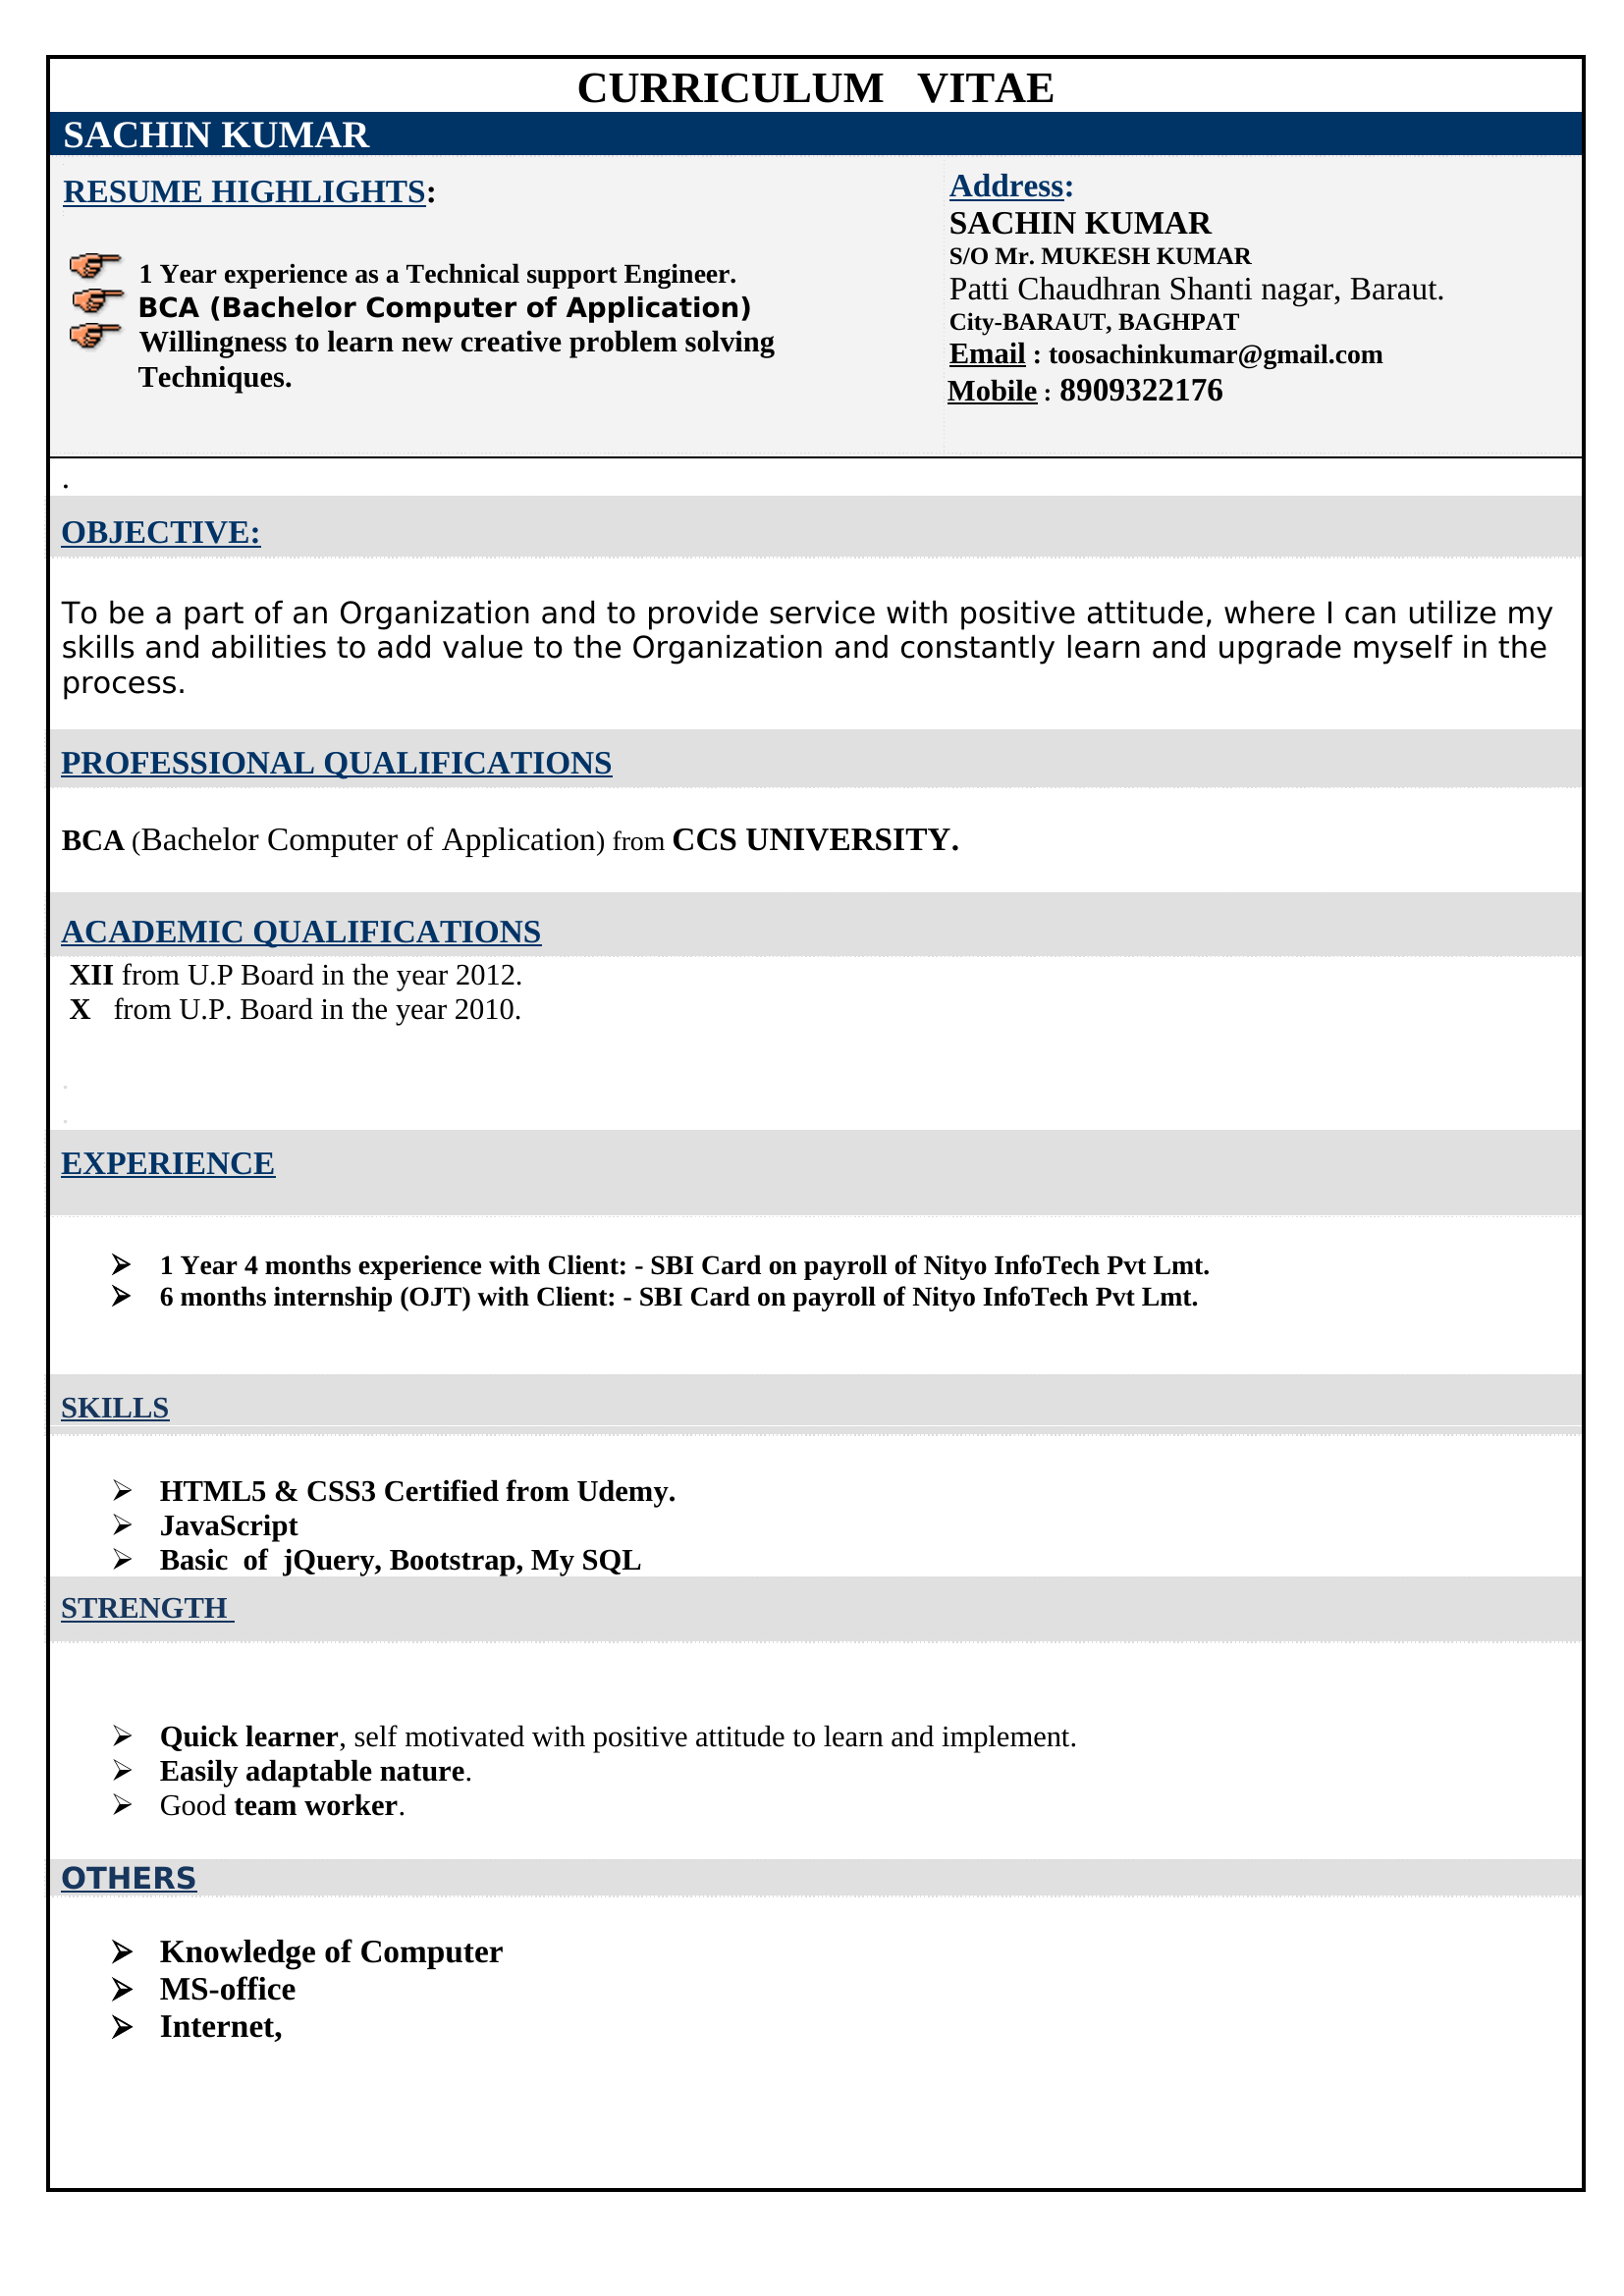 CURRICULUM VITAE
SACHIN KUMAR
RESUME HIGHLIGHTS:
1 Year experience as a Technical support Engineer.
BCA (Bachelor Computer of Application)
Willingness to learn new creative problem solving
Techniques.
Address:
SACHIN KUMAR
S/O Mr. MUKESH KUMAR
Patti Chaudhran Shanti nagar, Baraut.
City-BARAUT, BAGHPAT
Email : toosachinkumar@gmail.com
Mobile : 8909322176
.
OBJECTIVE:
To be a part of an Organization and to provide service with positive attitude, where I can utilize my
skills and abilities to add value to the Organization and constantly learn and upgrade myself in the
process.
PROFESSIONAL QUALIFICATIONS
BCA (Bachelor Computer of Application) from CCS UNIVERSITY.
ACADEMIC QUALIFICATIONS
XII from U.P Board in the year 2012.
X from U.P. Board in the year 2010.
.
.
EXPERIENCE
➢ 1 Year 4 months experience with Client: - SBI Card on payroll of Nityo InfoTech Pvt Lmt.
➢ 6 months internship (OJT) with Client: - SBI Card on payroll of Nityo InfoTech Pvt Lmt.
SKILLS
➢ HTML5 & CSS3 Certified from Udemy.
➢ JavaScript
➢ Basic of jQuery, Bootstrap, My SQL
STRENGTH
➢ Quick learner, self motivated with positive attitude to learn and implement.
➢ Easily adaptable nature.
➢ Good team worker.
OTHERS
➢ Knowledge of Computer
➢ MS-office
➢ Internet,